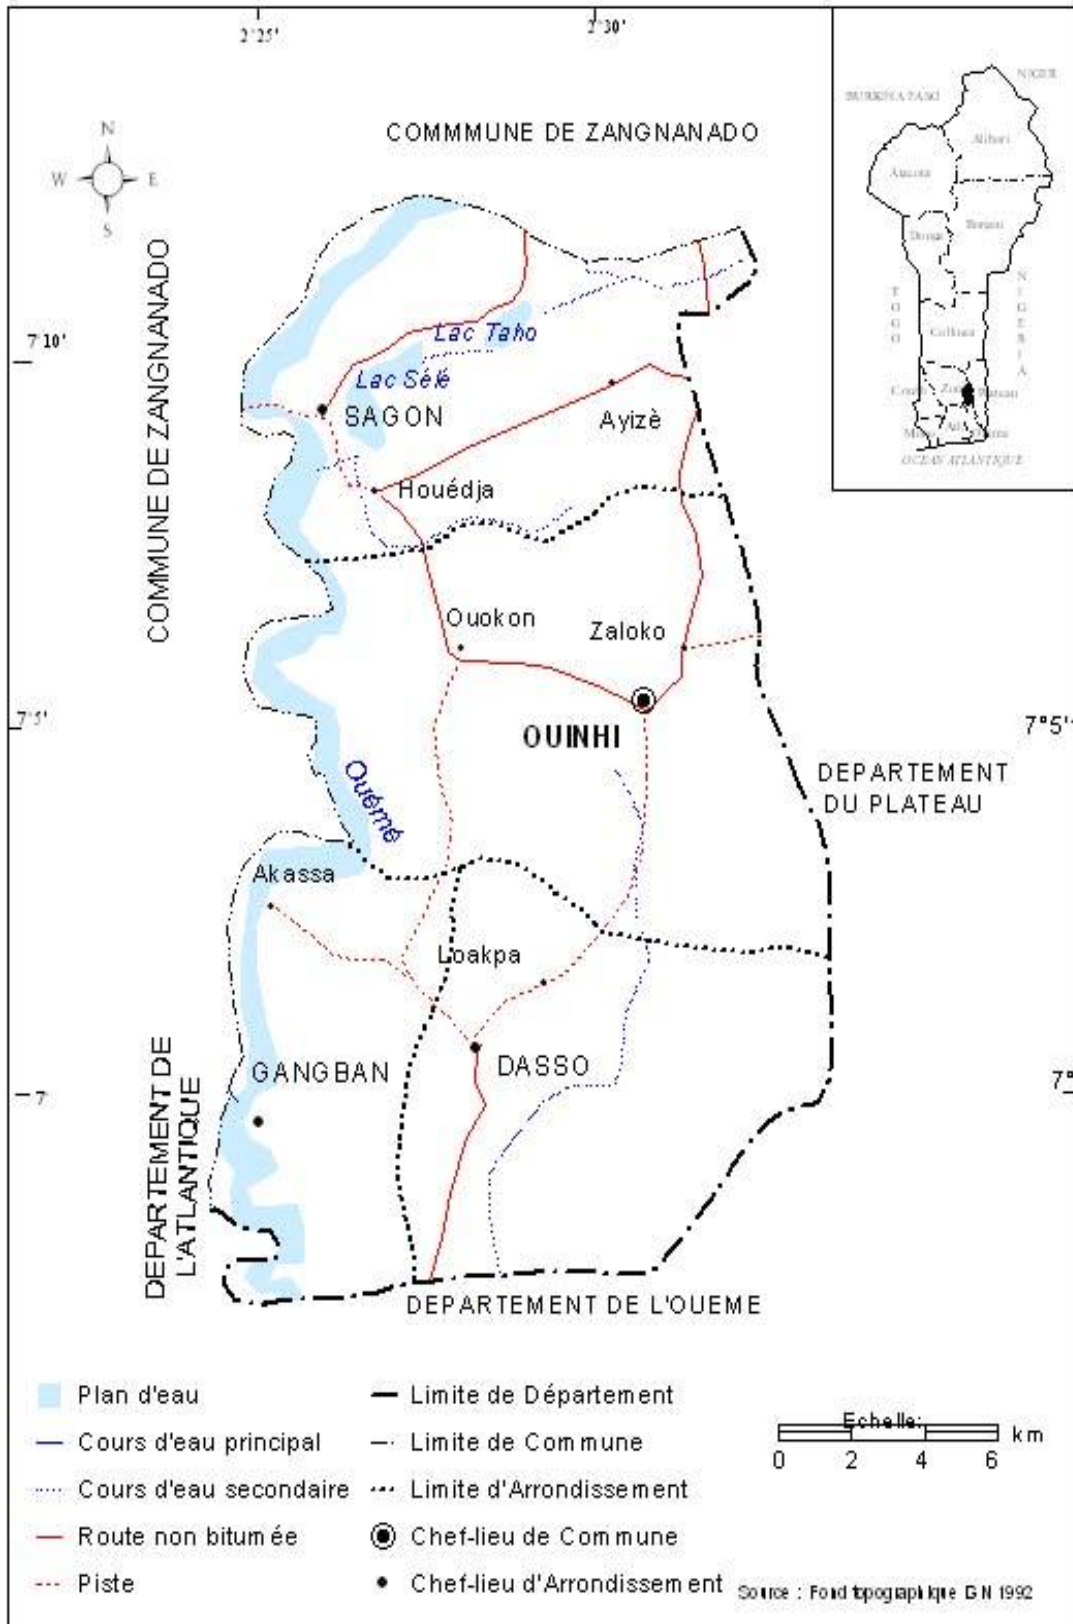 2°25'
2°30'
COMMMUNE DE ZANGNANADO
N
W
E
S
BURKINA FASO
NIGER
Alibori
Atacora
Borgou
Donga
TOGO
NIGERIA
Collines
Plateau
OCEAN ATLANTIQUE
COMMUNE DE ZANGNANADO
7°10'
Lac Taho
Lac Sélé
SAGON
Ayizè
Houédja
Ouokon
Zaloko
7°5'
OUINHI
7°5'
Ouémé
DEPARTEMENT
DU PLATEAU
Akassa
Loakpa
GANGBAN
DASSO
7°
7°
DEPARTEMENT DE
L'ATLANTIQUE
DEPARTEMENT DE L'OUEME
Plan d'eau
Cours d'eau principal
Cours d'eau secondaire
Route non bitumée
Piste
Limite de Département
Limite de Commune
Limite d'Arrondissement
Chef-lieu de Commune
Chef-lieu d'Arrondissement
Echelle:
km
0 2 4 6
Source : Fond topographique IGN 1992